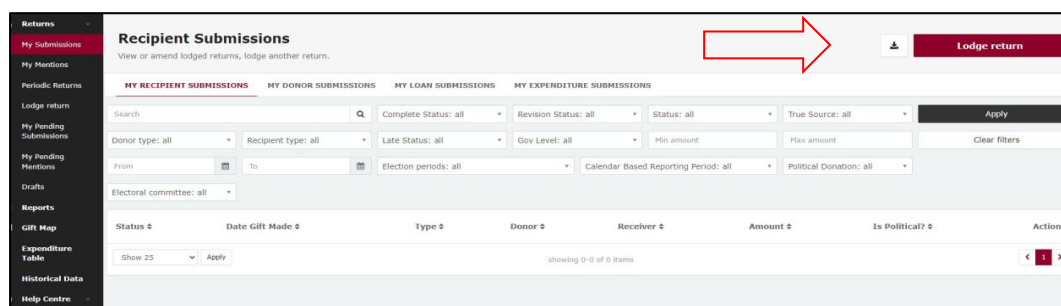 Returns
My Submissions
My Mentions
Periodic Returns
Lodge return
My Pending
Submissions
My Pending
Mentions
Drafts
Reports
Gift Map
Expenditure
Table
Historical Data
Help Centre
Recipient Submissions
View or amend lodged returns, lodge another return.
Lodge return
MY RECIPIENT SUBMISSIONS MY DONOR SUBMISSIONS MY LOAN SUBMISSIONS MY EXPENDITURE SUBMISSIONS
Search Complete Status: all Revision Status: all Status: all True Source: all Apply
Donor type: all Recipient type: all Late Status: all Gov Level: all Min amount Max amount Clear filters
From To Election periods: all Calendar Based Reporting Period: all Political Donation: all
Electoral committee: all
Status Date Gift Made Type Donor Receiver Amount Is Political? Action
Show 25 Apply showing 0-0 of 0 items < 1 >